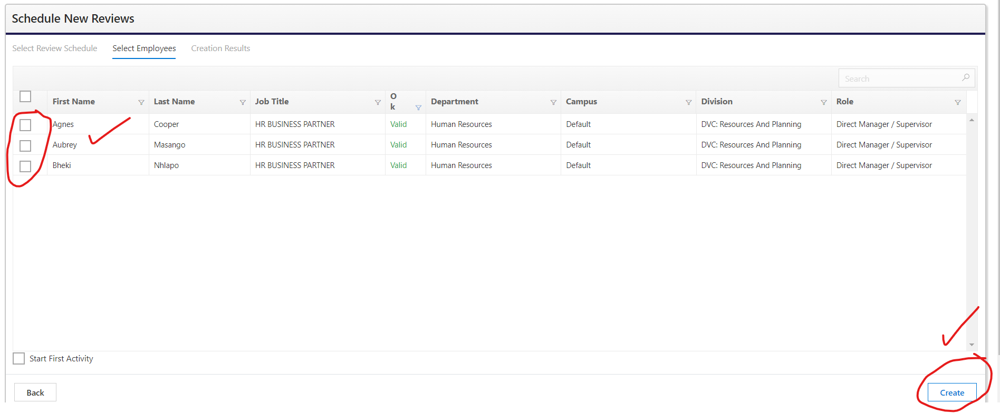 Schedule New Reviews
Select Review Schedule Select Employees Creation Results
Search
First Name Last Name Job Title Ok Department Campus Division Role
Agnes Cooper HR BUSINESS PARTNER Valid Human Resources Default DVC: Resources And Planning Direct Manager / Supervisor
Aubrey Masango HR BUSINESS PARTNER Valid Human Resources Default DVC: Resources And Planning Direct Manager / Supervisor
Bheki Nhlapo HR BUSINESS PARTNER Valid Human Resources Default DVC: Resources And Planning Direct Manager / Supervisor
Start First Activity
Back Create